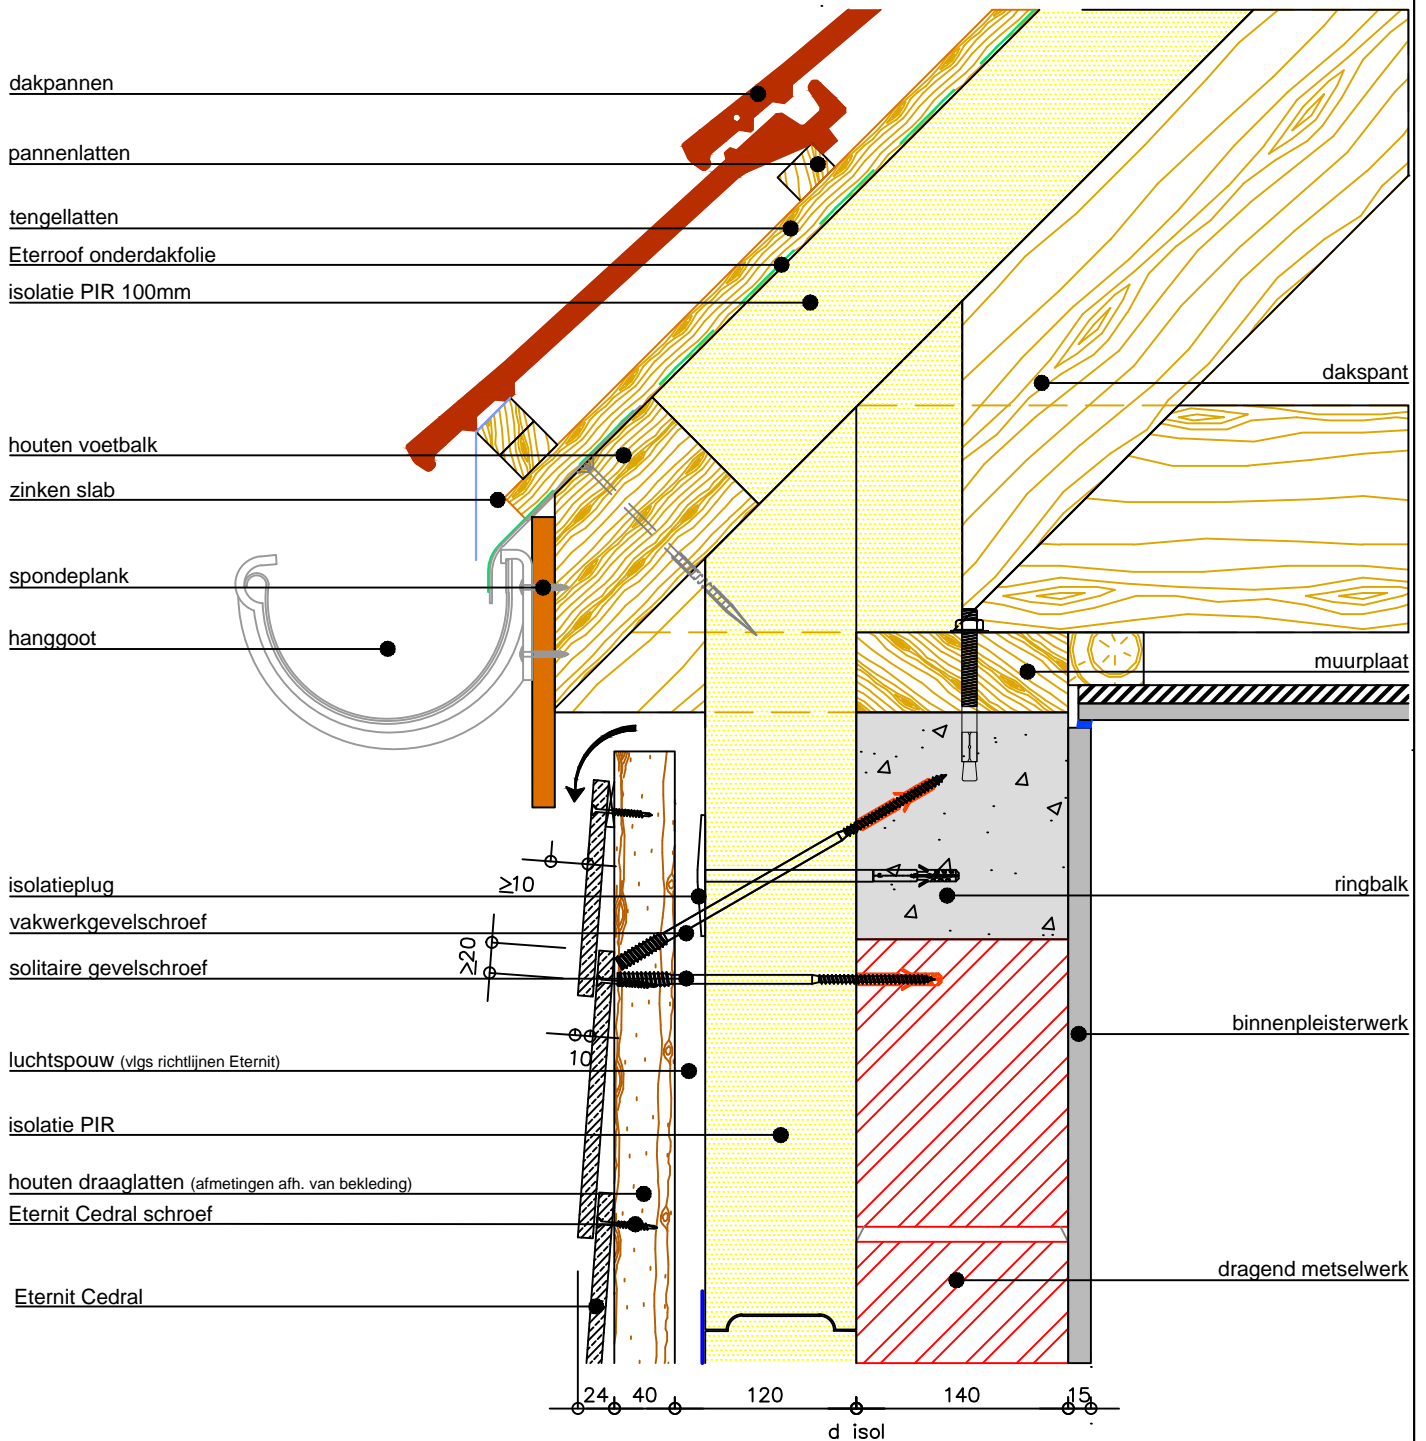 dakpannen
pannenlatten
tengellatten
Eterroof onderdakfolie
isolatie PIR 100mm
dakspant
houten voetbalk
zinken slab
spondeplank
hanggoot
muurplaat
isolatieplug
≥10
ringbalk
vakwerkgevelschroef
≥20
solitaire gevelschroef
binnenpleisterwerk
luchtspouw (vlgs richtlijnen Eternit)
10
isolatie PIR
houten draaglatten (afmetingen afh. van bekleding)
Eternit Cedral schroef
dragend metselwerk
Eternit Cedral
24 40 120 140 15
d isol